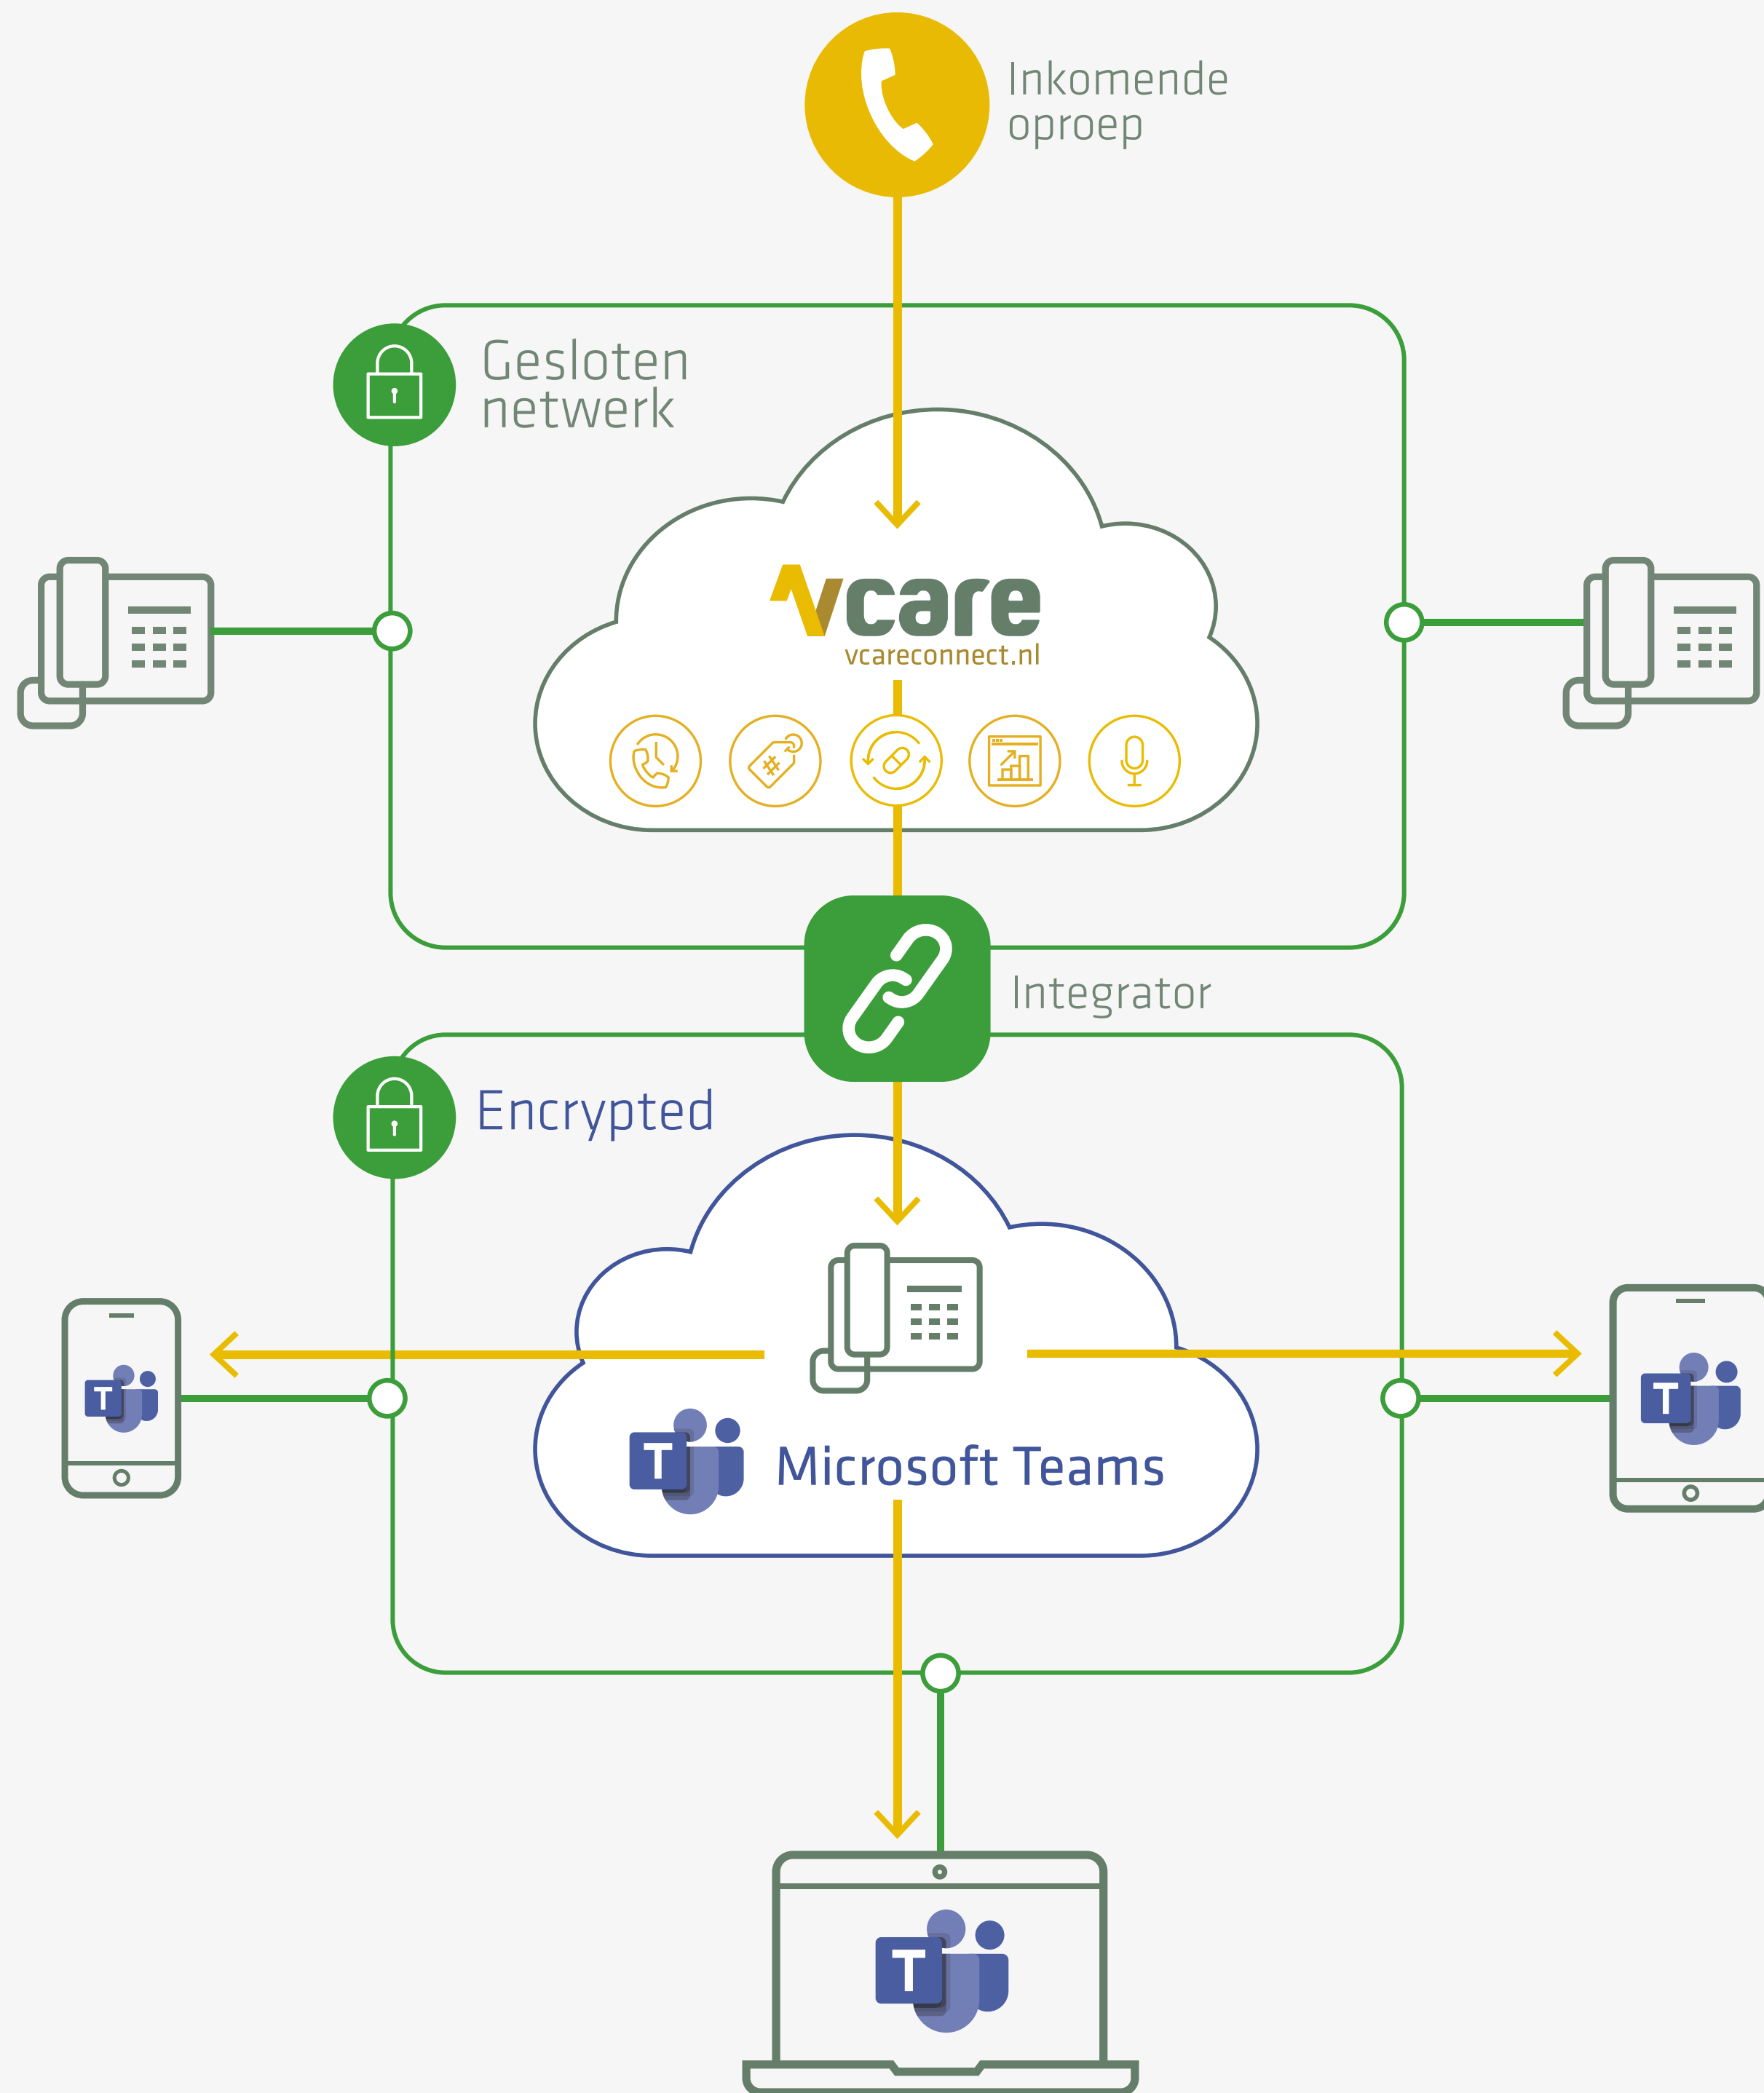 Inkomende
oproep
Gesloten
netwerk
vcare
vcareconnect.nl
#
Integrator
Encrypted
T
T
T
Microsoft Teams
T